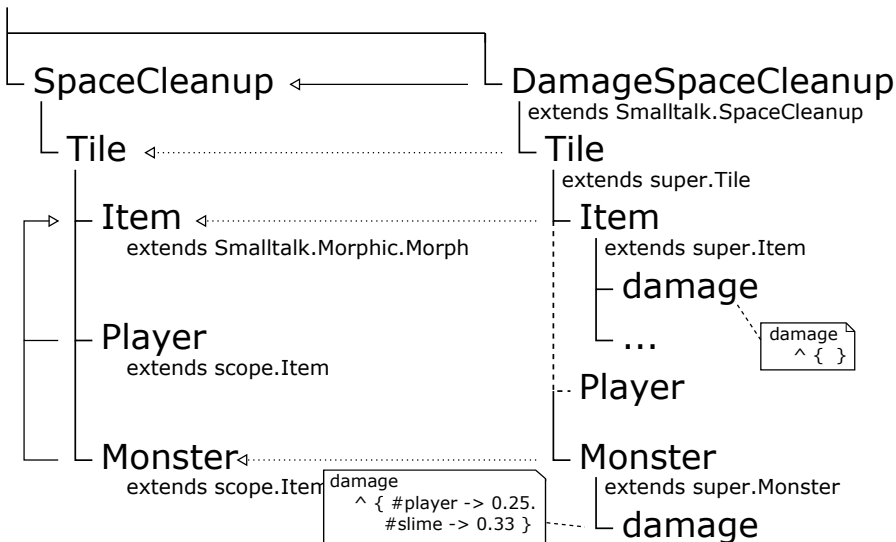 SpaceCleanup
DamageSpaceCleanup
extends Smalltalk.SpaceCleanup
Tile
Tile
extends super.Tile
Item
Item
extends Smalltalk.Morphic.Morph
extends super.Item
damage
damage
^ { }
Player
...
extends scope.Item
Player
Monster
Monster
extends scope.Item
extends super.Monster
damage
^ { #player -> 0.25.
#slime -> 0.33 }
damage